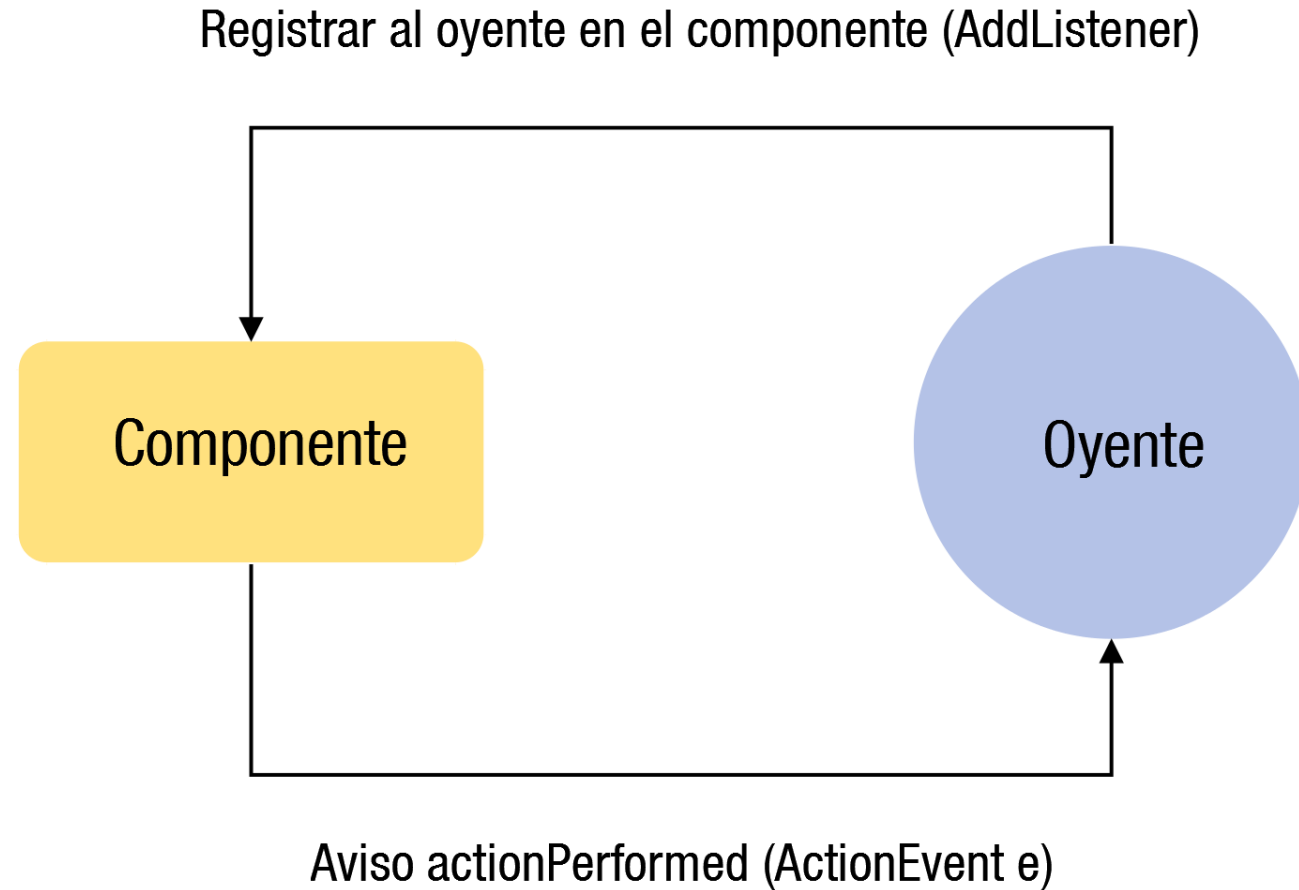 Registrar al oyente en el componente (AddListener)
Componente
Oyente
Aviso actionPerformed (ActionEvent e)